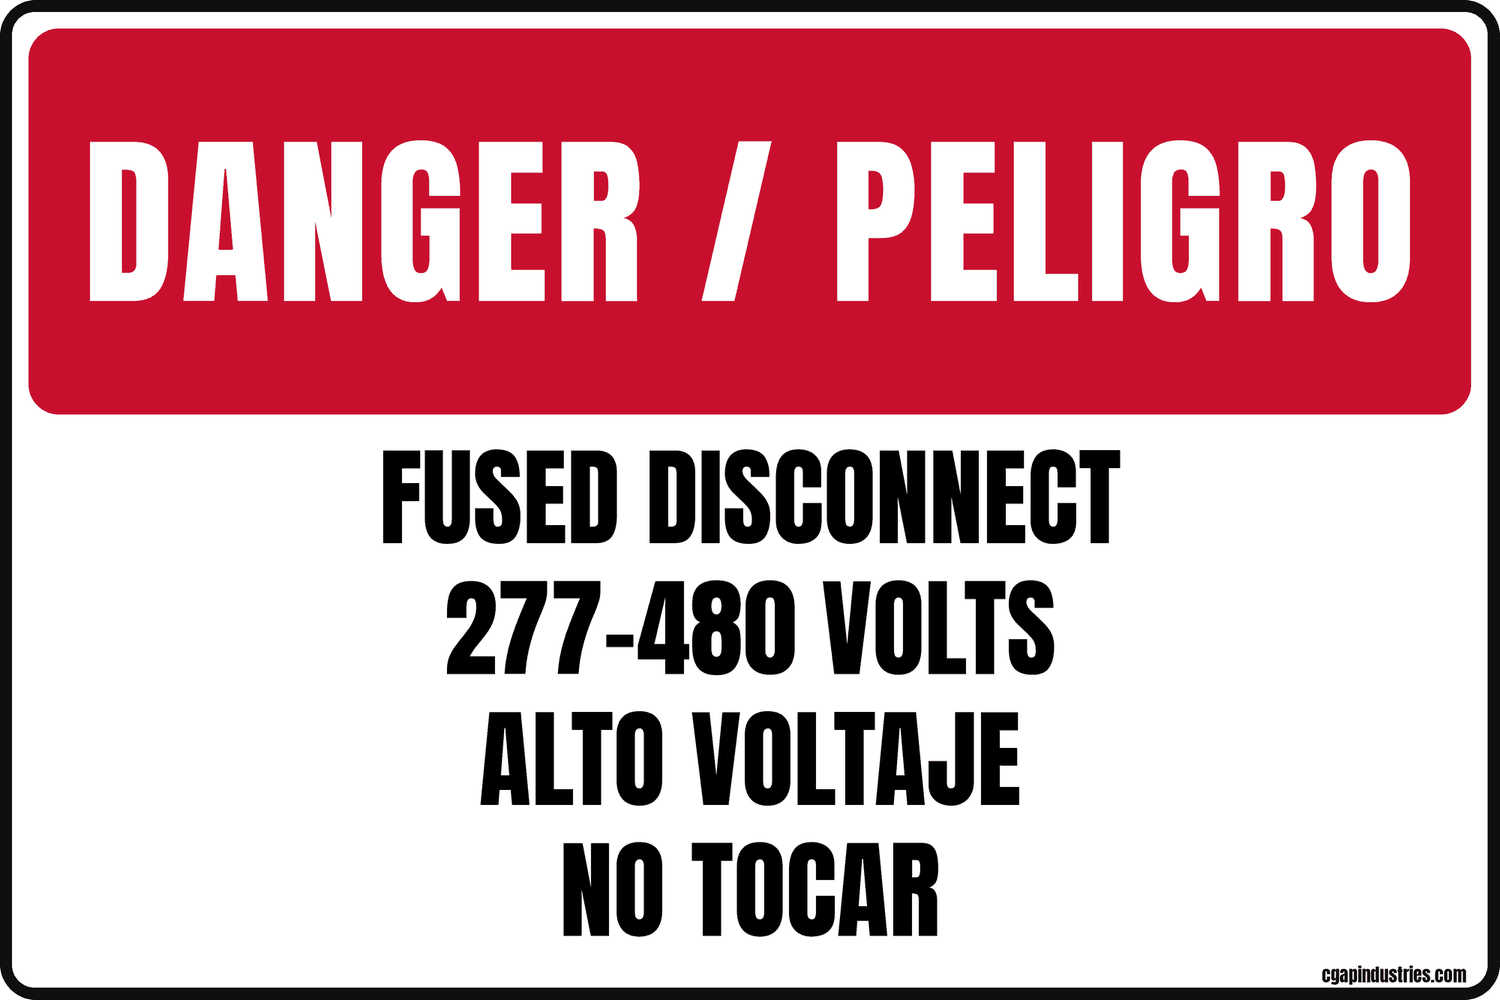 DANGER / PELIGRO
FUSED DISCONNECT
277-480 VOLTS
ALTO VOLTAJE
NO TOCAR
cgapindustries.com